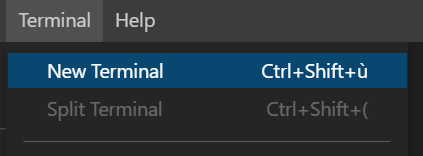 Terminal Help
New Terminal Ctrl+Shift+ù
Split Terminal Ctrl+Shift+(